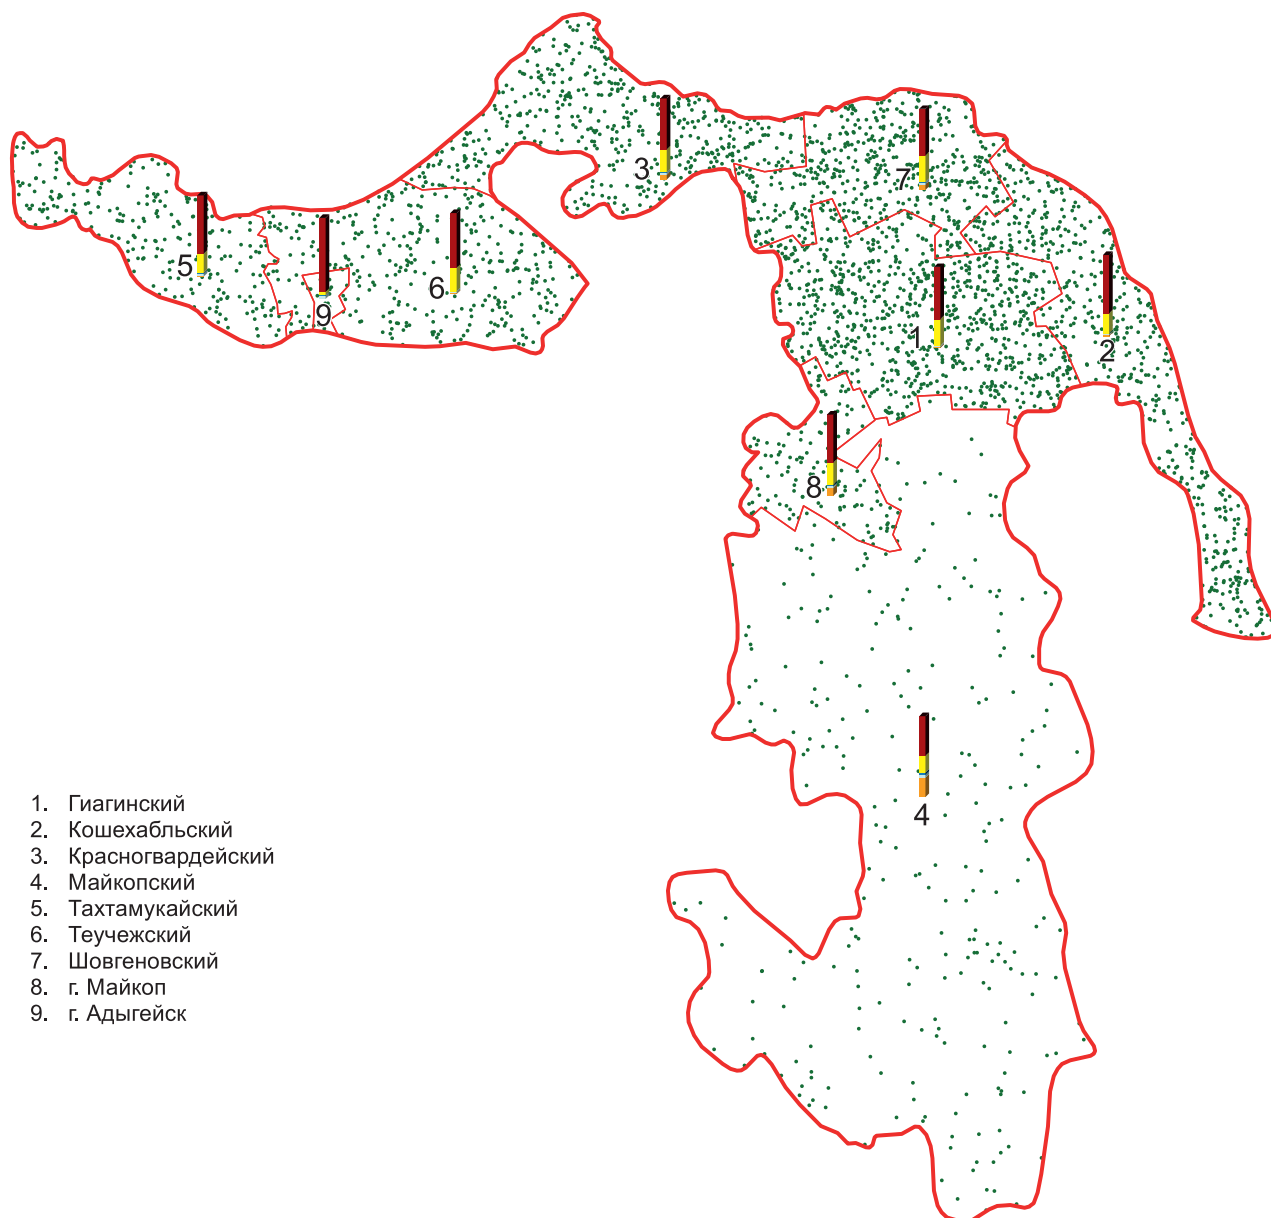 3
7
5
6
9
1
2
8
4
1. Гиагинский
2. Кошехабльский
3. Красногвардейский
4. Майкопский
5. Тахтамукайский
6. Теучежский
7. Шовгеновский
8. г. Майкоп
9. г. Адыгейск